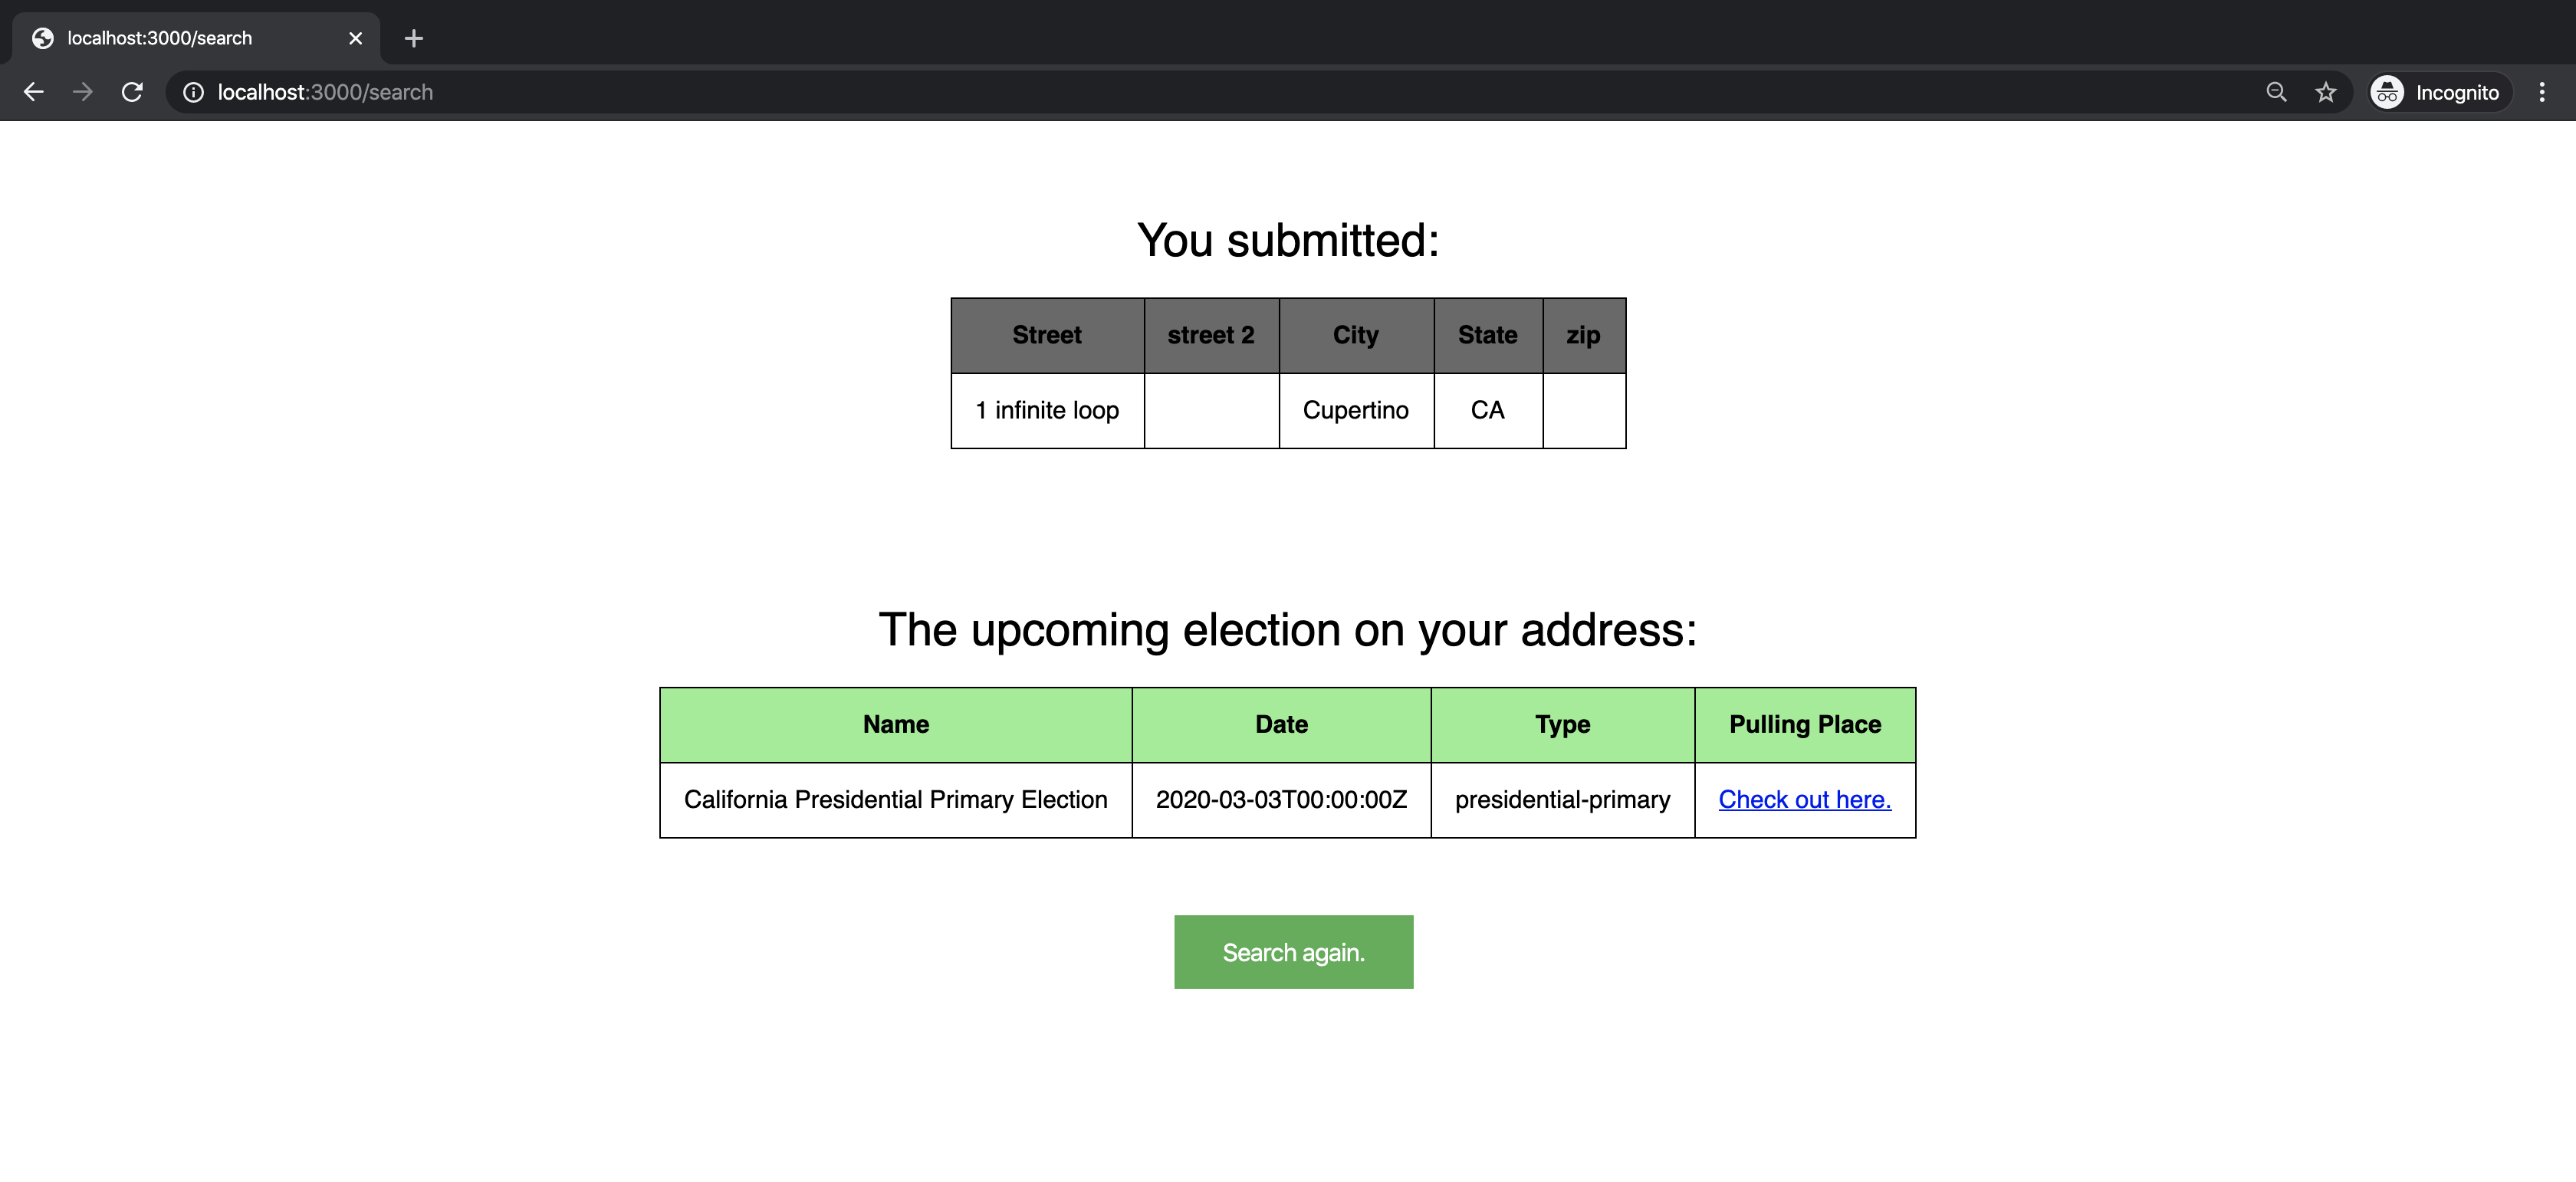 localhost:3000/search
localhost:3000/search
Incognito
You submitted:
Street street 2 City State zip
1 infinite loop Cupertino CA
The upcoming election on your address:
Name Date Type Pulling Place
California Presidential Primary Election 2020-03-03T00:00:00Z presidential-primary Check out here.
Search again.